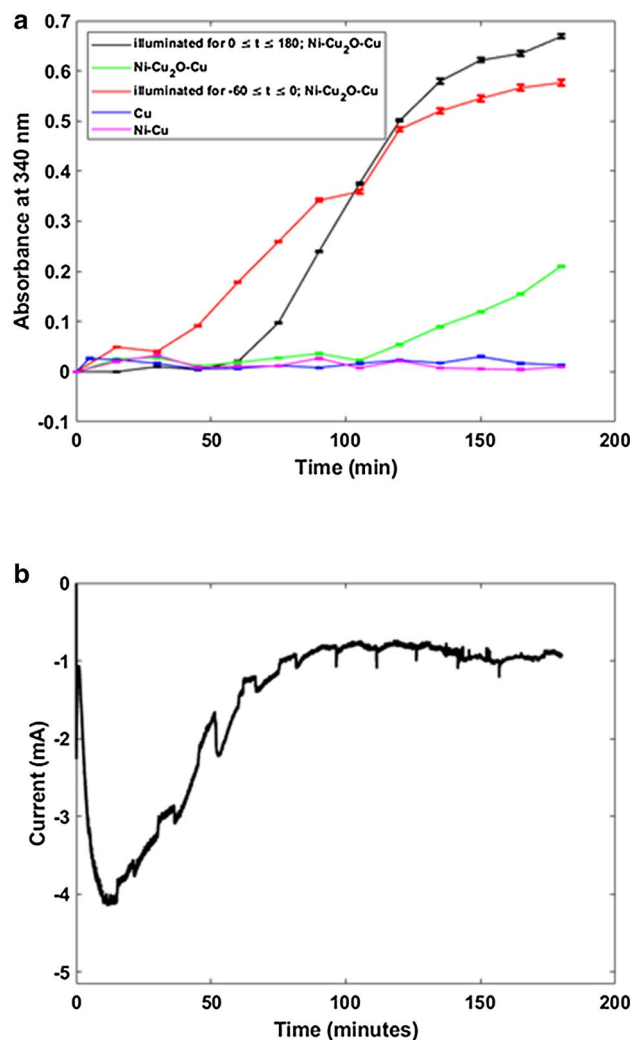 a
0.7
0.6
0.5
0.4
0.3
0.2
0.1
0
-0.1
Absorbance at 340 nm
illuminated for 0 ≤ t ≤ 180; Ni-Cu₂O-Cu
Ni-Cu₂O-Cu
illuminated for -60 ≤ t ≤ 0; Ni-Cu₂O-Cu
Cu
Ni-Cu
0 50 100 150 200
Time (min)
b
0
-1
-2
-3
-4
-5
Current (mA)
0 50 100 150 200
Time (minutes)